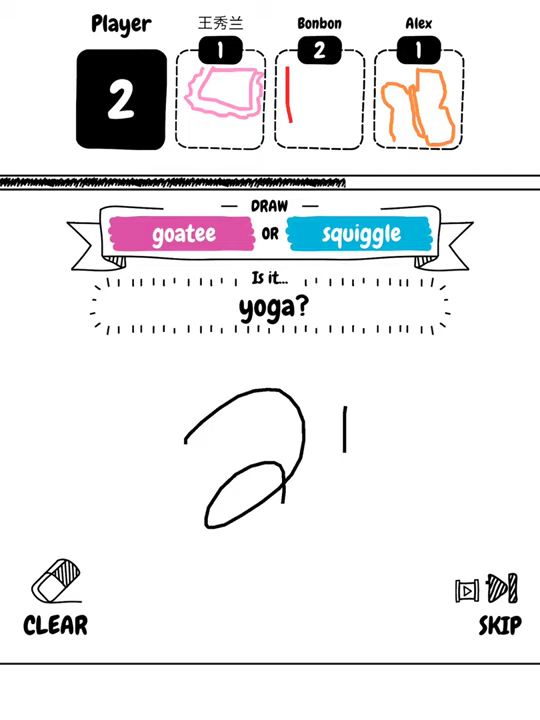 Player 王秀兰 Bonbon Alex
2 1 2 1
DRAW
goatee OR squiggle
Is it...
yoga?
CLEAR SKIP